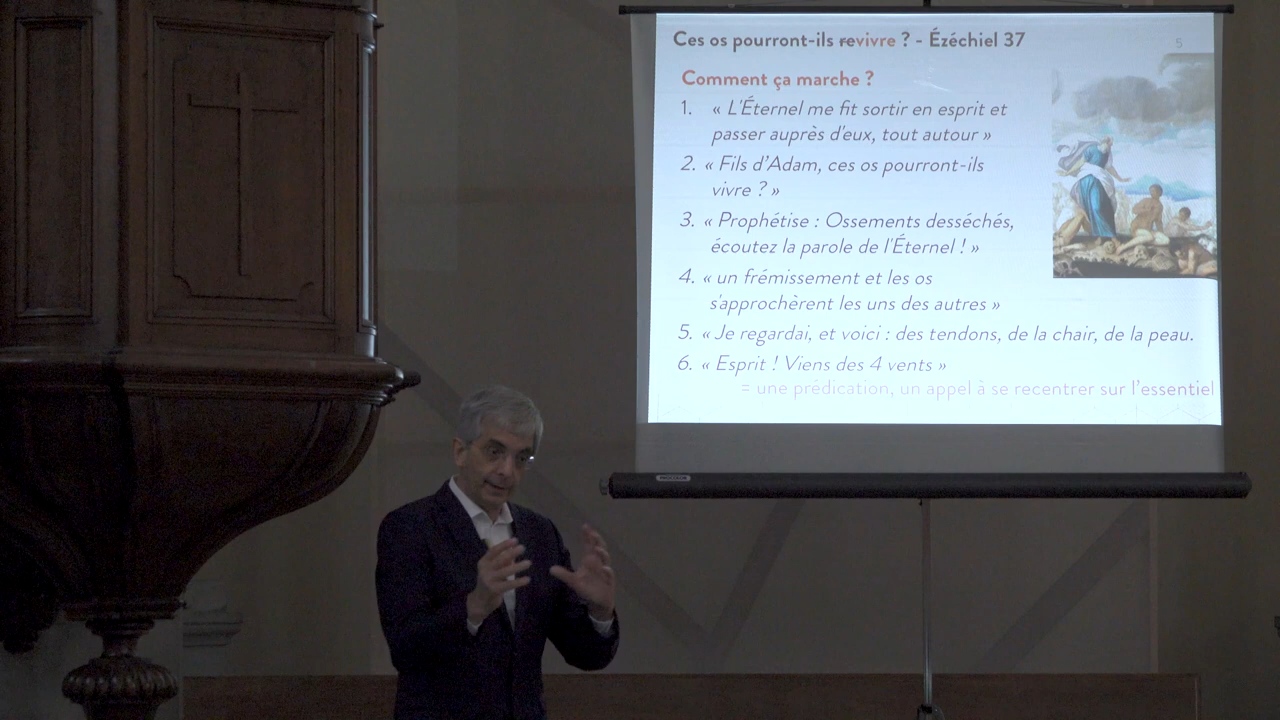 Ces os pourront-ils revivre ? - Ézéchiel 37
5
Comment ça marche ?
1. « L'Éternel me fit sortir en esprit et
passer auprès d'eux, tout autour »
2. « Fils d'Adam, ces os pourront-ils
vivre ? »
3. « Prophétise : Ossements desséchés,
écoutez la parole de l'Éternel ! »
4. « un frémissement et les os
s'approchèrent les uns des autres »
5. « Je regardai, et voici : des tendons, de la chair, de la peau.
6. « Esprit ! Viens des 4 vents »
= une prédication, un appel à se recentrer sur l'essentiel